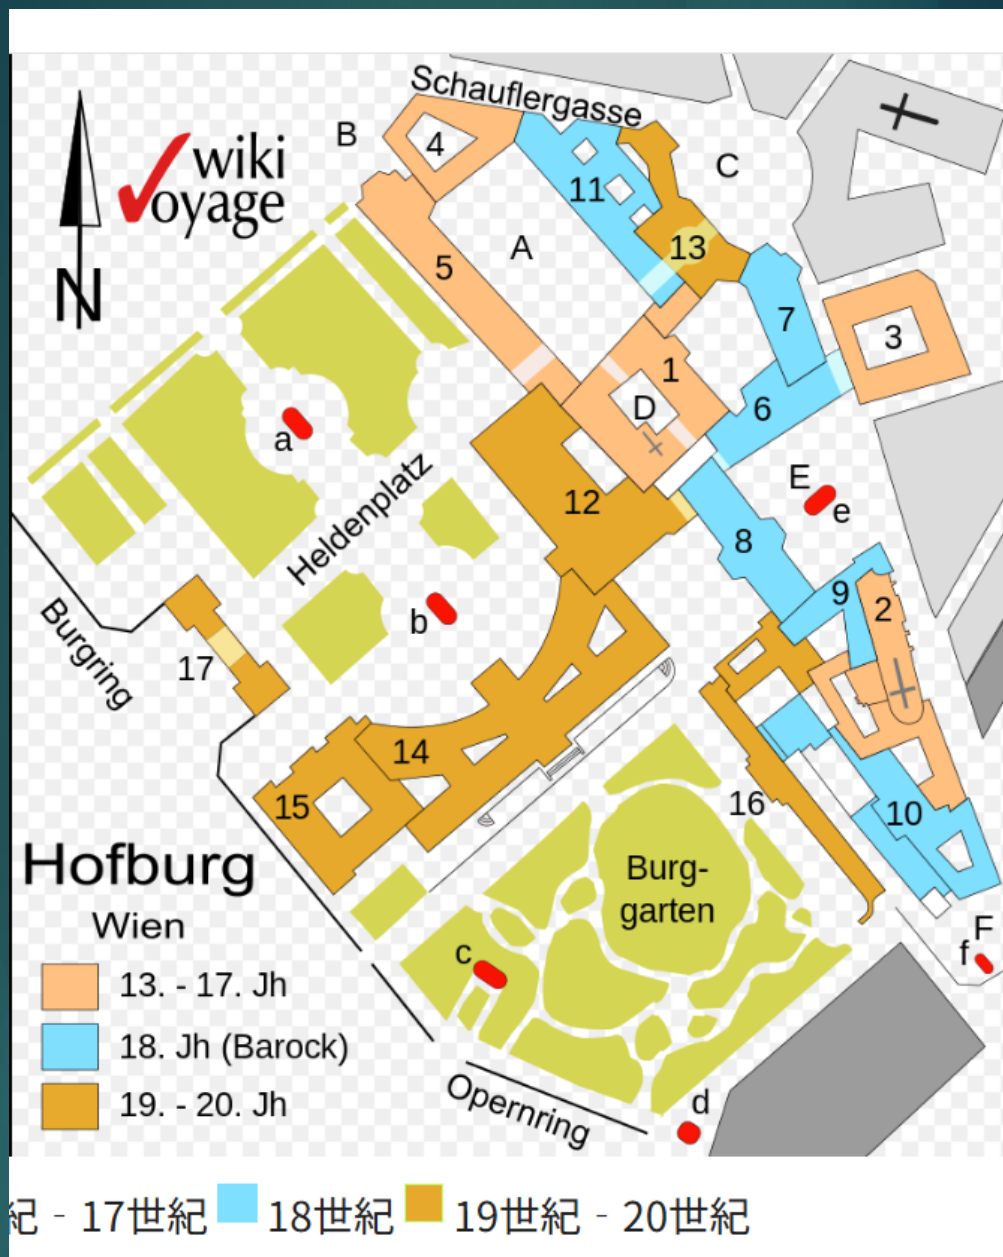 Schauflergasse
B
4
wiki
voyage
C
11
A
13
5
N
7
3
1
D
6
a
E
e
12
Heldenplatz
8
9
2
b
Burgring
17
14
15
16
10
Hofburg
Wien
Burg-
garten
F
f
c
13. - 17. Jh
18. Jh (Barock)
19. - 20. Jh
Opernring
d
紀 - 17世紀 18世紀 19世紀 - 20世紀